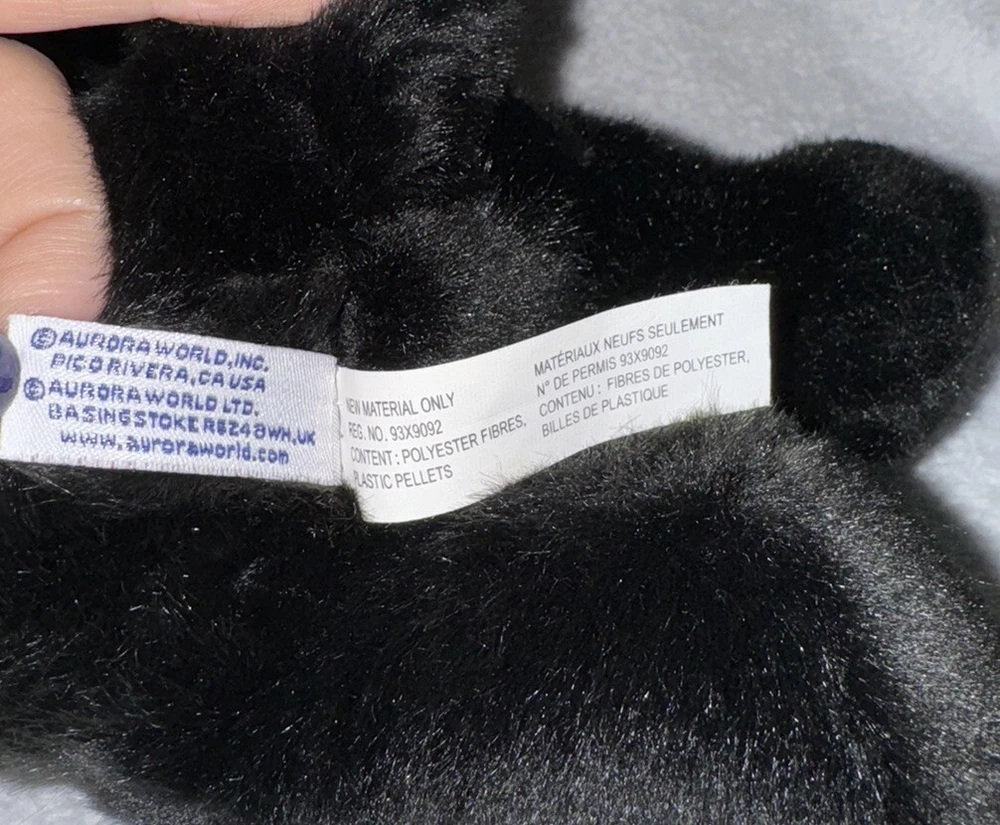 ©AURORA WORLD,INC.
PICO RIVERA,CA USA
©AURORA WORLD LTD.
BASINGSTOKE RG248WH,UK
www.auroraworld.com
NEW MATERIAL ONLY
REG. NO. 93X9092
CONTENT : POLYESTER FIBRES,
PLASTIC PELLETS
MATÉRIAUX NEUFS SEULEMENT
N° DE PERMIS 93X9092
CONTENU : FIBRES DE POLYESTER,
BILLES DE PLASTIQUE